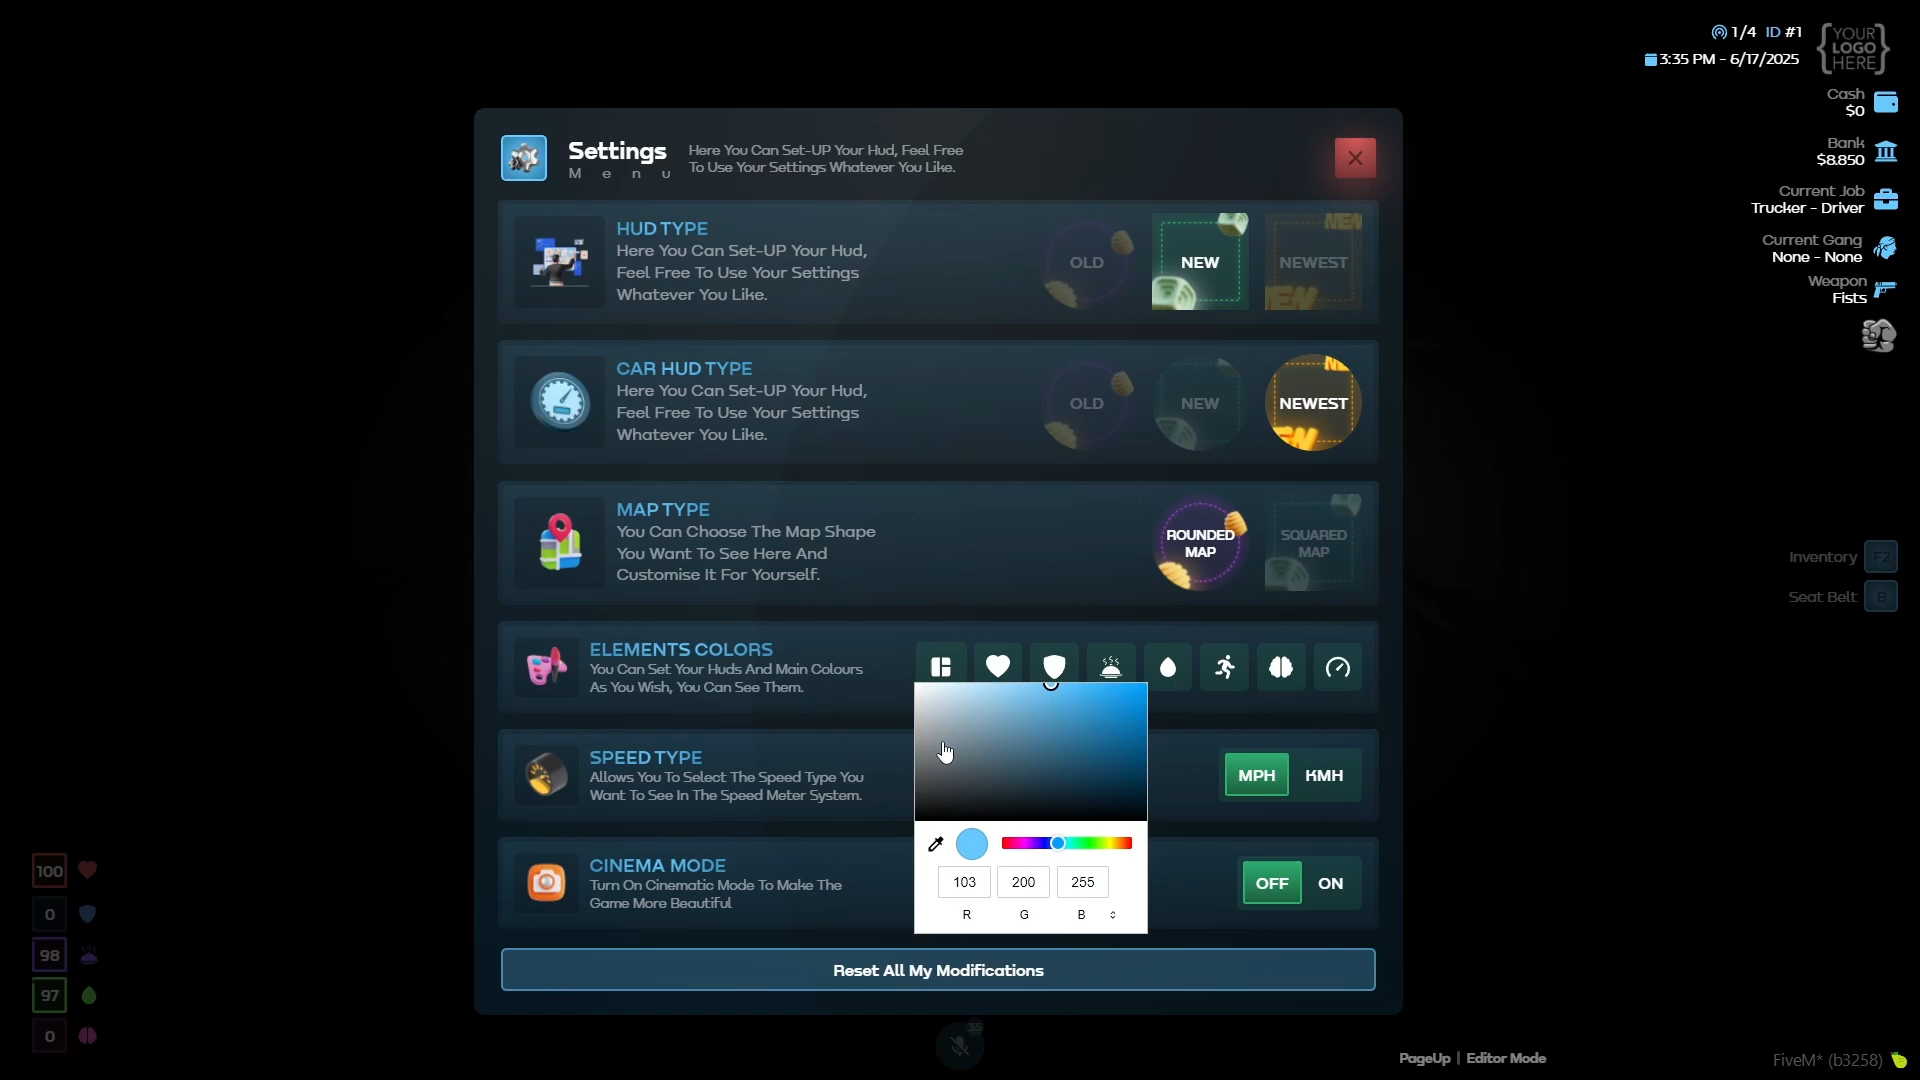 1/4 ID #1
3:35 PM - 6/17/2025
{YOUR LOGO HERE}
Cash
$0
Bank
$8.850
Current Job
Trucker - Driver
Current Gang
None - None
Weapon
Fists
Settings
Menu
Here You Can Set-UP Your Hud, Feel Free
To Use Your Settings Whatever You Like.
HUD TYPE
Here You Can Set-UP Your Hud,
Feel Free To Use Your Settings
Whatever You Like.
OLD
NEW
NEWEST
CAR HUD TYPE
Here You Can Set-UP Your Hud,
Feel Free To Use Your Settings
Whatever You Like.
OLD
NEW
NEWEST
MAP TYPE
You Can Choose The Map Shape
You Want To See Here And
Customise It For Yourself.
ROUNDED
MAP
SQUARED
MAP
Inventory F2
Seat Belt B
ELEMENTS COLORS
You Can Set Your Huds And Main Colours
As You Wish, You Can See Them.
SPEED TYPE
Allows You To Select The Speed Type You
Want To See In The Speed Meter System.
MPH
KMH
103 200 255
R G B
CINEMA MODE
Turn On Cinematic Mode To Make The
Game More Beautiful
OFF
ON
Reset All My Modifications
100
0
98
97
0
35
PageUp | Editor Mode
FiveM* (b3258)